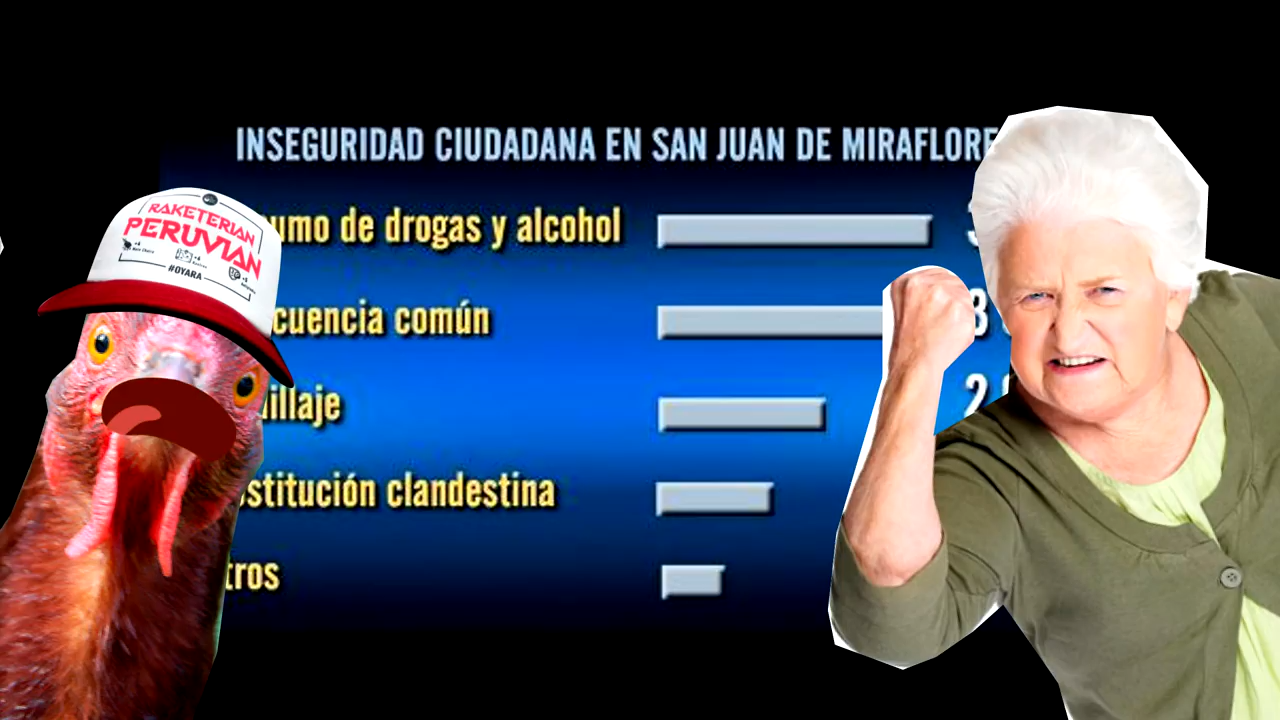 INSEGURIDAD CIUDADANA EN SAN JUAN DE MIRAFLORE
umo de drogas y alcohol
RAKETERIAN
PERUVIAN
#OYARA
cuencia común
illaje
stitución clandestina
tros